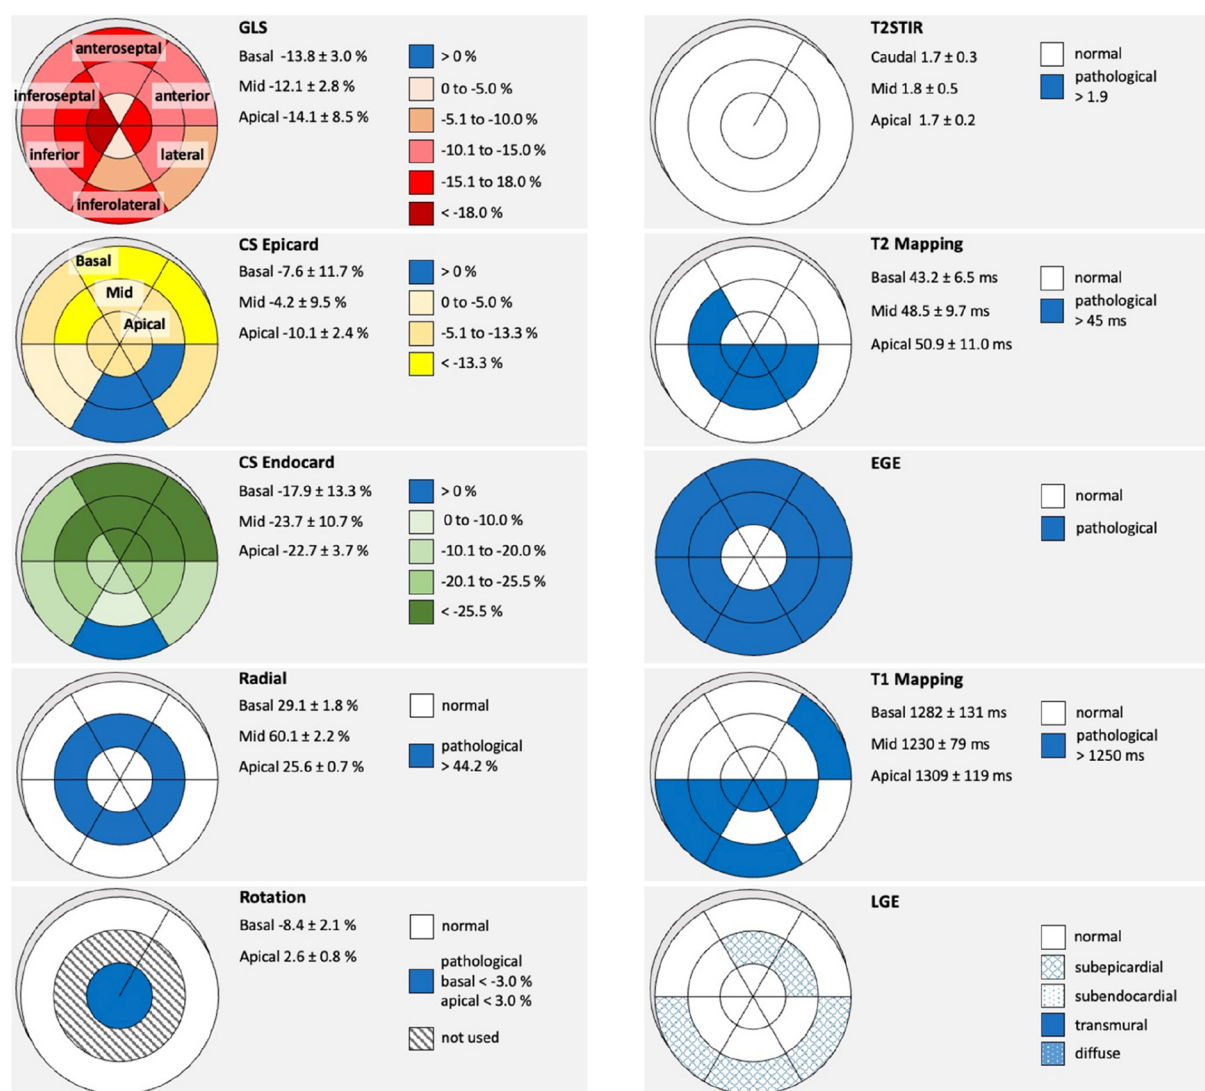 GLS
Basal -13.8 ± 3.0 %
Mid -12.1 ± 2.8 %
Apical -14.1 ± 8.5 %
anteroseptal
inferoseptal
anterior
inferior
lateral
inferolateral
> 0 %
0 to -5.0 %
-5.1 to -10.0 %
-10.1 to -15.0 %
-15.1 to 18.0 %
< -18.0 %
CS Epicard
Basal -7.6 ± 11.7 %
Mid -4.2 ± 9.5 %
Apical -10.1 ± 2.4 %
Basal
Mid
Apical
> 0 %
0 to -5.0 %
-5.1 to -13.3 %
< -13.3 %
CS Endocard
Basal -17.9 ± 13.3 %
Mid -23.7 ± 10.7 %
Apical -22.7 ± 3.7 %
> 0 %
0 to -10.0 %
-10.1 to -20.0 %
-20.1 to -25.5 %
< -25.5 %
Radial
Basal 29.1 ± 1.8 %
Mid 60.1 ± 2.2 %
Apical 25.6 ± 0.7 %
normal
pathological
> 44.2 %
Rotation
Basal -8.4 ± 2.1 %
Apical 2.6 ± 0.8 %
normal
pathological
basal < -3.0 %
apical < 3.0 %
not used
T2STIR
Caudal 1.7 ± 0.3
Mid 1.8 ± 0.5
Apical 1.7 ± 0.2
normal
pathological
> 1.9
T2 Mapping
Basal 43.2 ± 6.5 ms
Mid 48.5 ± 9.7 ms
Apical 50.9 ± 11.0 ms
normal
pathological
> 45 ms
EGE
normal
pathological
T1 Mapping
Basal 1282 ± 131 ms
Mid 1230 ± 79 ms
Apical 1309 ± 119 ms
normal
pathological
> 1250 ms
LGE
normal
subepicardial
subendocardial
transmural
diffuse